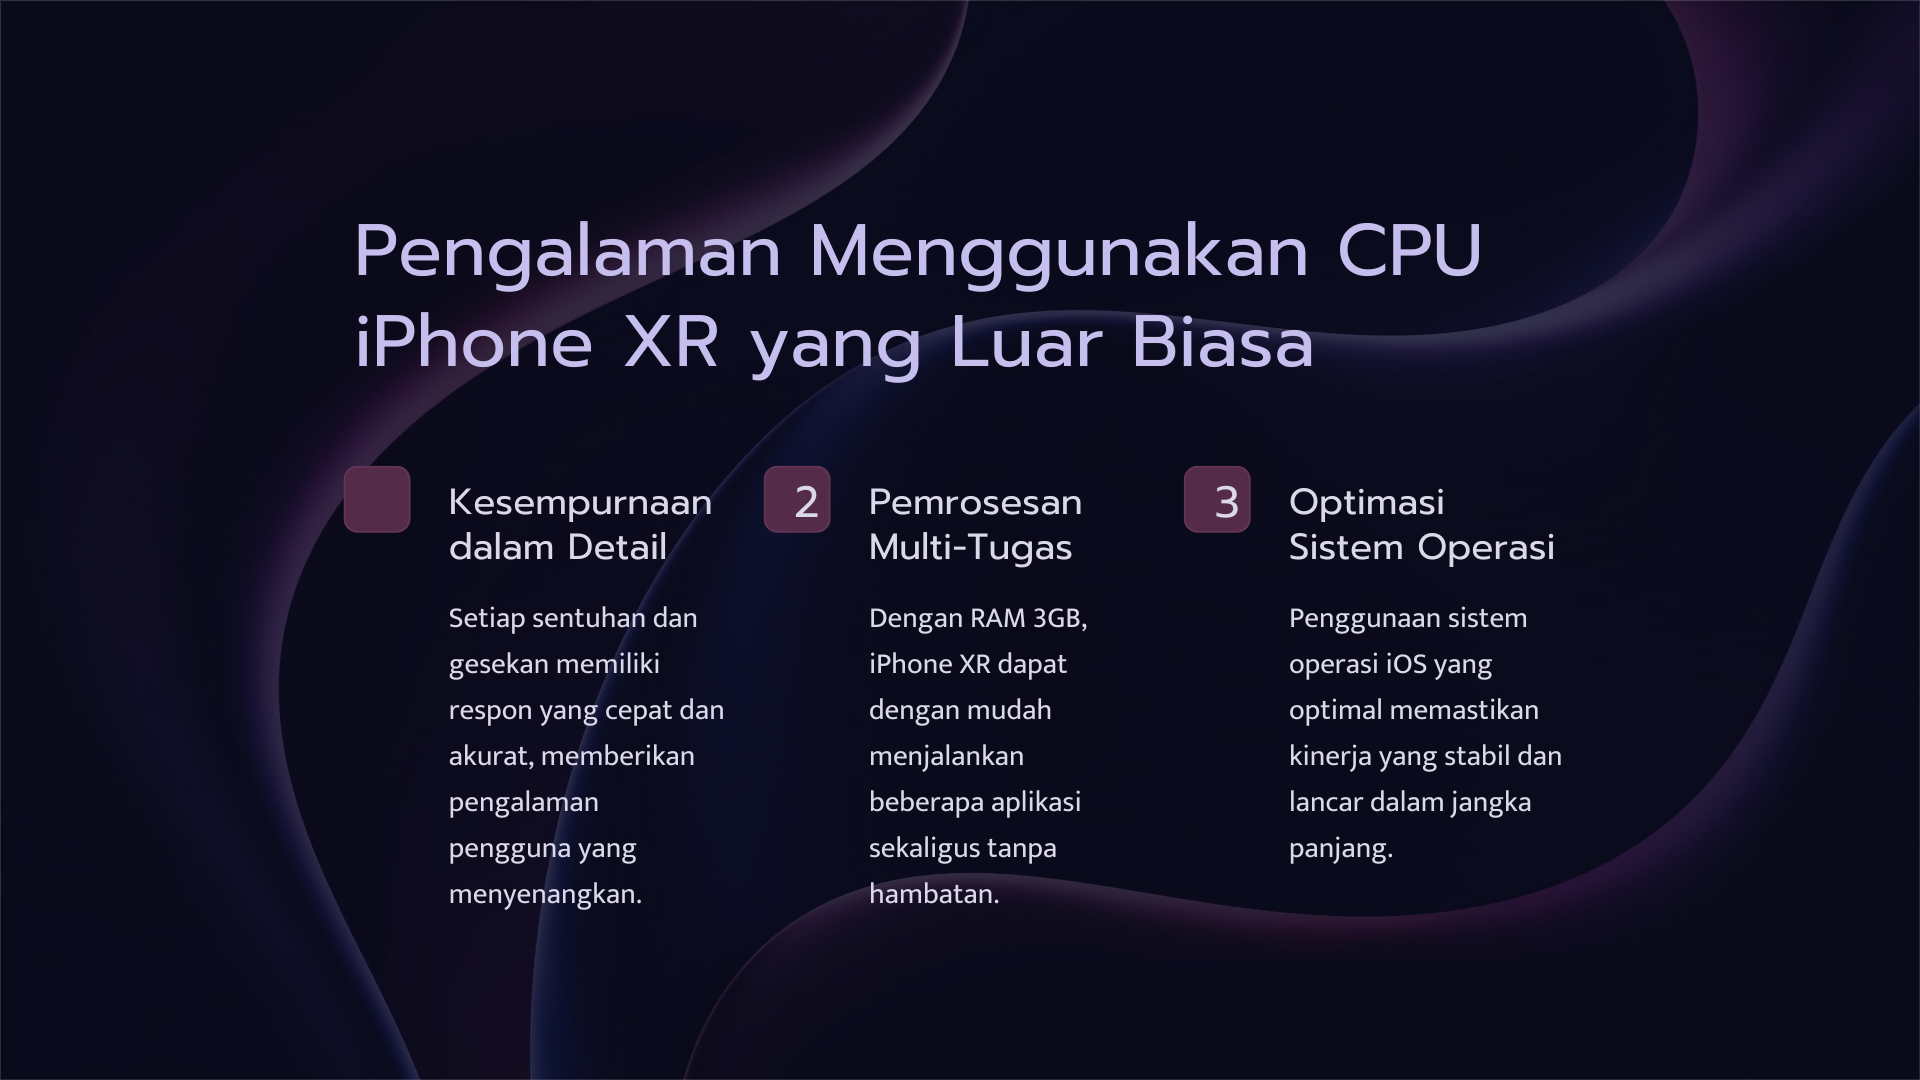 Pengalaman Menggunakan CPU
iPhone XR yang Luar Biasa
Kesempurnaan
dalam Detail
Setiap sentuhan dan
gesekan memiliki
respon yang cepat dan
akurat, memberikan
pengalaman
pengguna yang
menyenangkan.
2
Pemrosesan
Multi-Tugas
Dengan RAM 3GB,
iPhone XR dapat
dengan mudah
menjalankan
beberapa aplikasi
sekaligus tanpa
hambatan.
3
Optimasi
Sistem Operasi
Penggunaan sistem
operasi iOS yang
optimal memastikan
kinerja yang stabil dan
lancar dalam jangka
panjang.